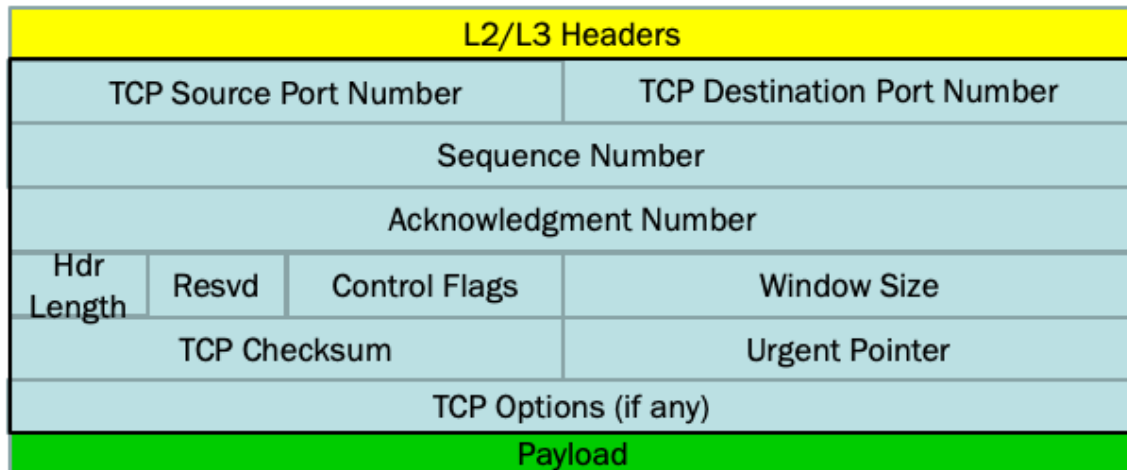 L2/L3 Headers
TCP Source Port Number
TCP Destination Port Number
Sequence Number
Acknowledgment Number
Hdr
Length
Resvd
Control Flags
Window Size
TCP Checksum
Urgent Pointer
TCP Options (if any)
Payload